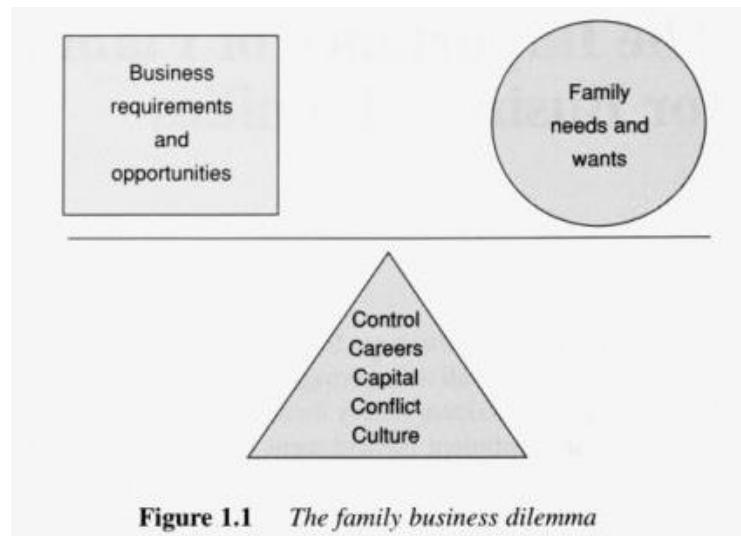 Business
requirements
and
opportunities
Family
needs and
wants
Control
Careers
Capital
Conflict
Culture
Figure 1.1 The family business dilemma